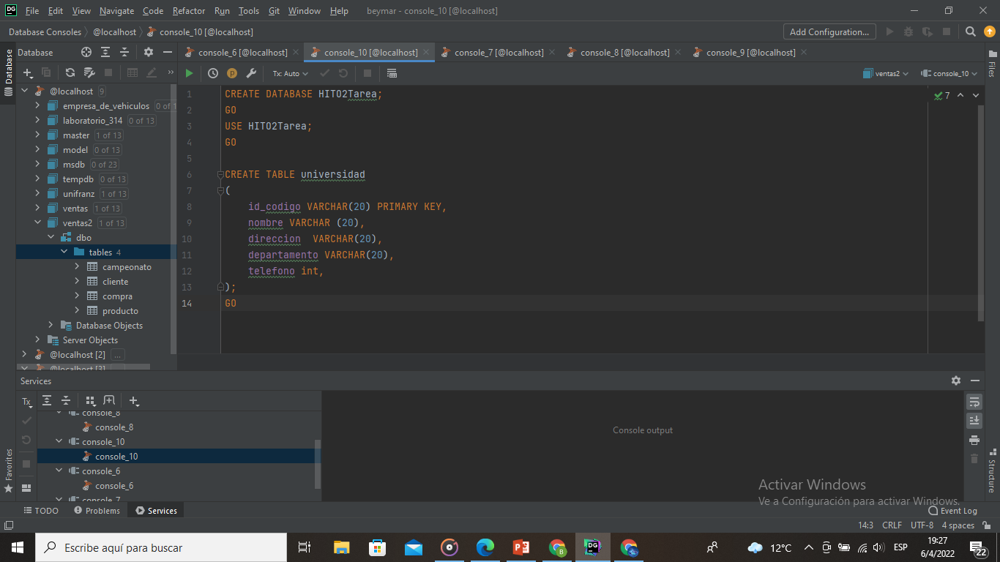 File Edit View Navigate Code Refactor Run Tools Git Window Help beymar - console_10 [@localhost]
Database Consoles @localhost console_10 [@localhost] Add Configuration...
Database console_6 [@localhost] console_10 [@localhost] console_7 [@localhost] console_8 [@localhost] console_9 [@localhost]
Tx: Auto ventas2 console_10
Database
Files
@localhost 9
empresa_de_vehiculos 0 of 1
laboratorio_314 0 of 13
master 1 of 13
model 0 of 13
msdb 0 of 23
tempdb 0 of 13
unifranz 1 of 13
ventas 1 of 13
ventas2 1 of 13
dbo
tables 4
campeonato
cliente
compra
producto
Database Objects
Server Objects
@localhost [2] ...
@localhost [3]
1 CREATE DATABASE HITO2Tarea; 7
2 GO
3 USE HITO2Tarea;
4 GO
5
6 CREATE TABLE universidad
7 (
8 id_codigo VARCHAR(20) PRIMARY KEY,
9 nombre VARCHAR (20),
10 direccion  VARCHAR(20),
11 departamento VARCHAR(20),
12 telefono int,
13 );
14 GO
Services
Tx
console_8
console_8
console_10
console_10
console_6
console_6
console_7
Console output
Favorites
Structure
Activar Windows
Ve a Configuración para activar Windows.
TODO Problems Services Event Log
14:3 CRLF UTF-8 4 spaces
Escribe aquí para buscar 12°C ESP 19:27
6/4/2022 22